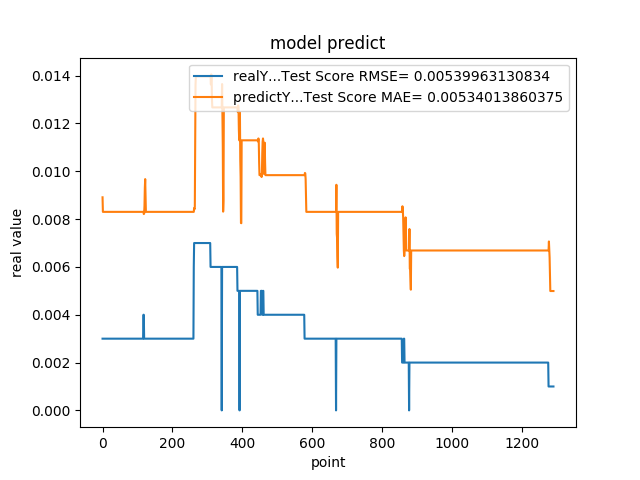 model predict
realY...Test Score RMSE= 0.00539963130834
predictY...Test Score MAE= 0.00534013860375
real value
0.014
0.012
0.010
0.008
0.006
0.004
0.002
0.000
0 200 400 600 800 1000 1200
point